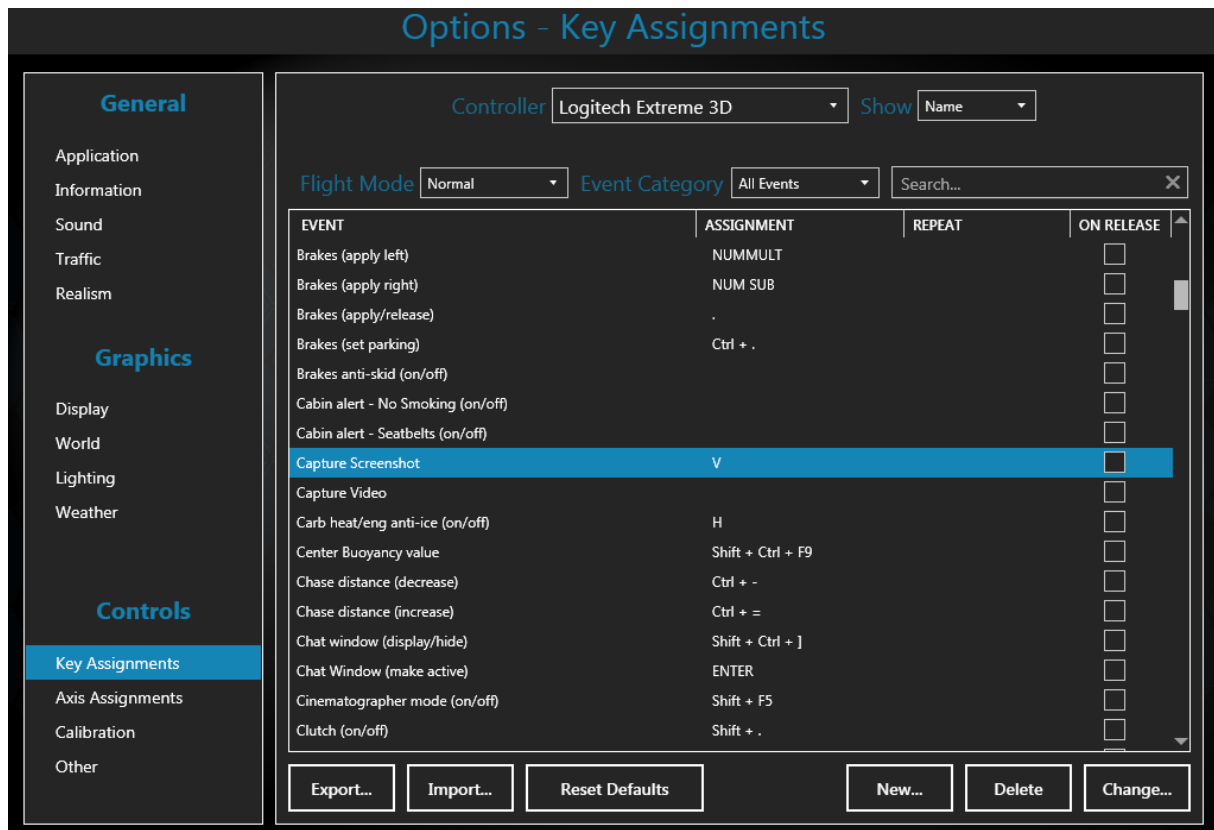 Options - Key Assignments
General
Application
Information
Sound
Traffic
Realism
Graphics
Display
World
Lighting
Weather
Controls
Key Assignments
Axis Assignments
Calibration
Other
Controller Logitech Extreme 3D Show Name
Flight Mode Normal Event Category All Events Search...
EVENT ASSIGNMENT REPEAT ON RELEASE
Brakes (apply left) NUMMULT
Brakes (apply right) NUM SUB
Brakes (apply/release) .
Brakes (set parking) Ctrl + .
Brakes anti-skid (on/off)
Cabin alert - No Smoking (on/off)
Cabin alert - Seatbelts (on/off)
Capture Screenshot V
Capture Video
Carb heat/eng anti-ice (on/off) H
Center Buoyancy value Shift + Ctrl + F9
Chase distance (decrease) Ctrl + -
Chase distance (increase) Ctrl + =
Chat window (display/hide) Shift + Ctrl + ]
Chat Window (make active) ENTER
Cinematographer mode (on/off) Shift + F5
Clutch (on/off) Shift + .
Export... Import... Reset Defaults New... Delete Change...